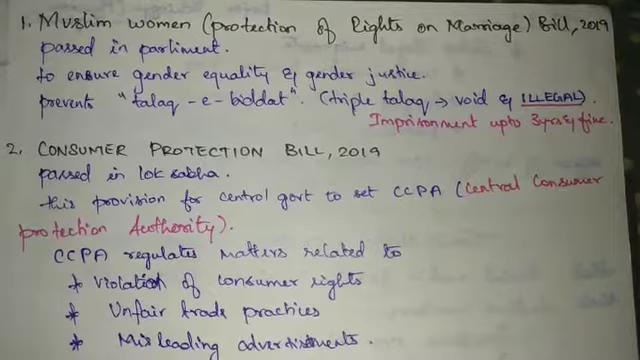 1. Muslim women (protection of Rights on Marriage) Bill, 2019
passed in parliment.
to ensure gender equality & gender justice.
prevents "talaq-e-biddat". (triple talaq → void & ILLEGAL).
Imprisonment upto 3yrs & fine.
2. CONSUMER PROTECTION BILL, 2019
passed in lok sabha.
this provision for central govt to set CCPA (Central Consumer
protection Authority).
CCPA regulates matters related to
* violation of consumer rights
* Unfair trade practices
* Misleading advertisments.